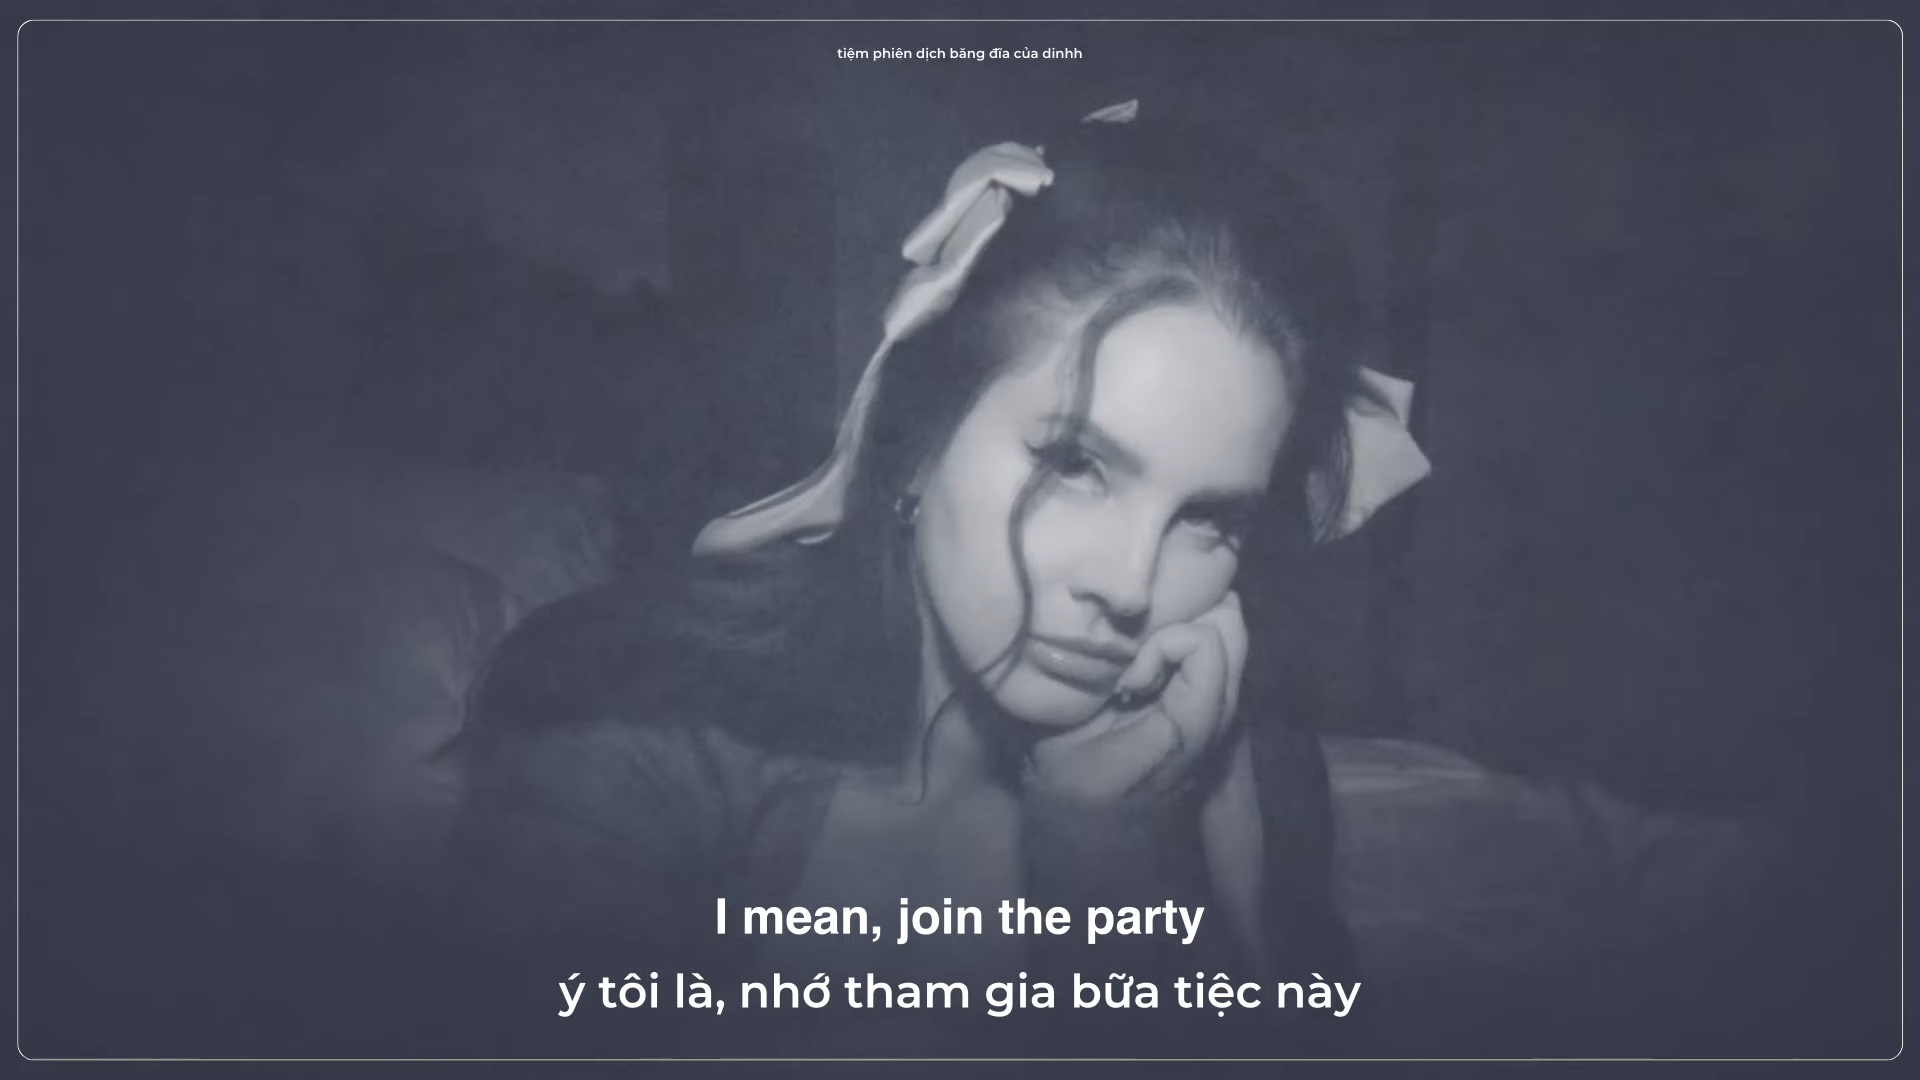 tiệm phiên dịch băng đĩa của dinhh
I mean, join the party
ý tôi là, nhớ tham gia bữa tiệc này